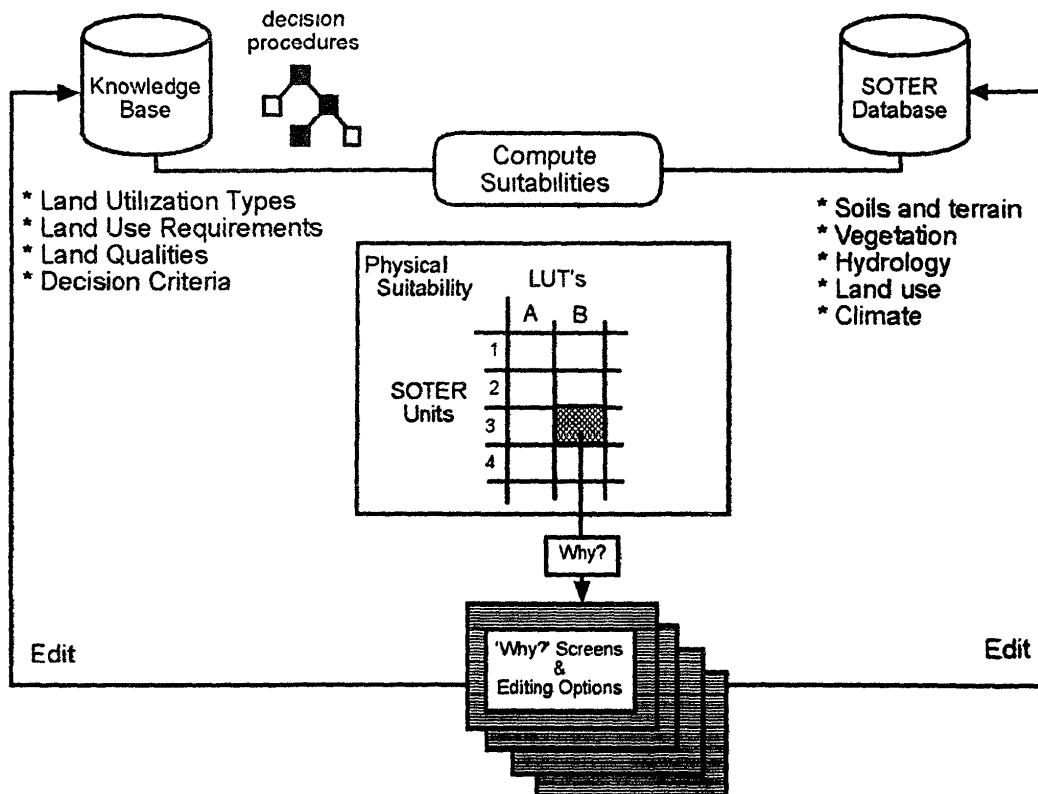 decision
procedures
Knowledge
Base
SOTER
Database
Compute
Suitabilities
* Land Utilization Types
* Land Use Requirements
* Land Qualities
* Decision Criteria
* Soils and terrain
* Vegetation
* Hydrology
* Land use
* Climate
Physical
Suitability
LUT's
A B
1
2
SOTER
Units
3
4
Why?
Edit
'Why?' Screens
&
Editing Options
Edit